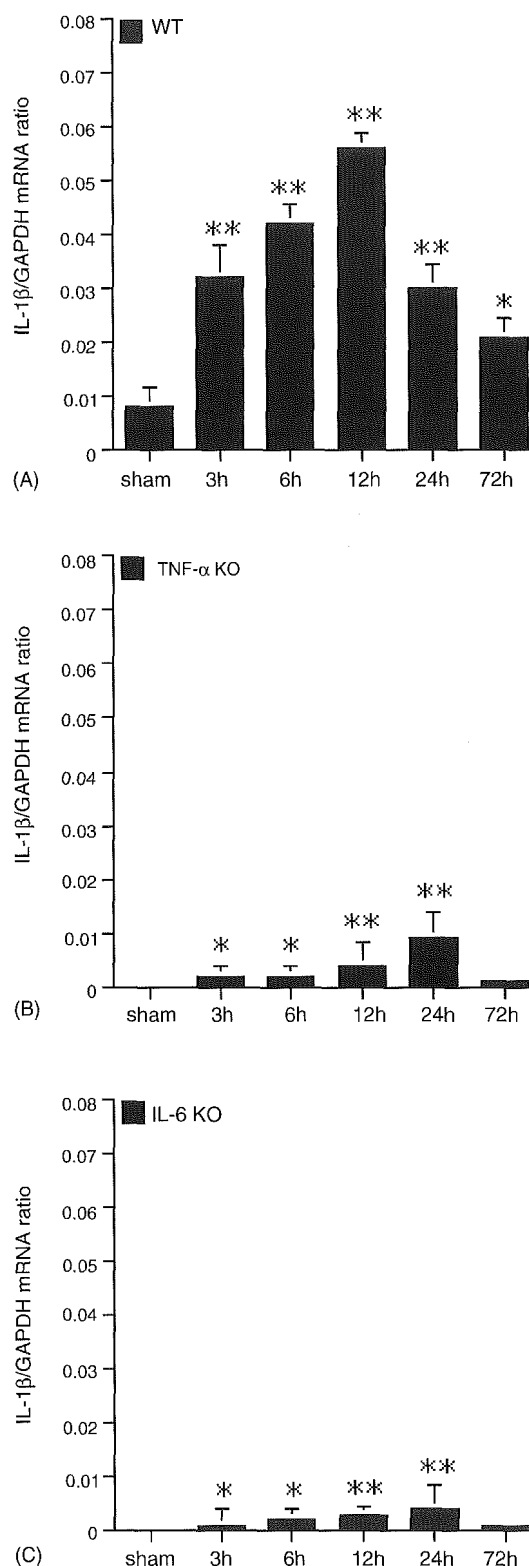 WT
IL-1β/GAPDH mRNA ratio
0.08
0.07
0.06
0.05
0.04
0.03
0.02
0.01
0
** ** ** ** *
sham 3h 6h 12h 24h 72h
(A)
TNF-α KO
IL-1β/GAPDH mRNA ratio
0.08
0.07
0.06
0.05
0.04
0.03
0.02
0.01
0
* * ** **
sham 3h 6h 12h 24h 72h
(B)
IL-6 KO
IL-1β/GAPDH mRNA ratio
0.08
0.07
0.06
0.05
0.04
0.03
0.02
0.01
0
* * ** **
sham 3h 6h 12h 24h 72h
(C)